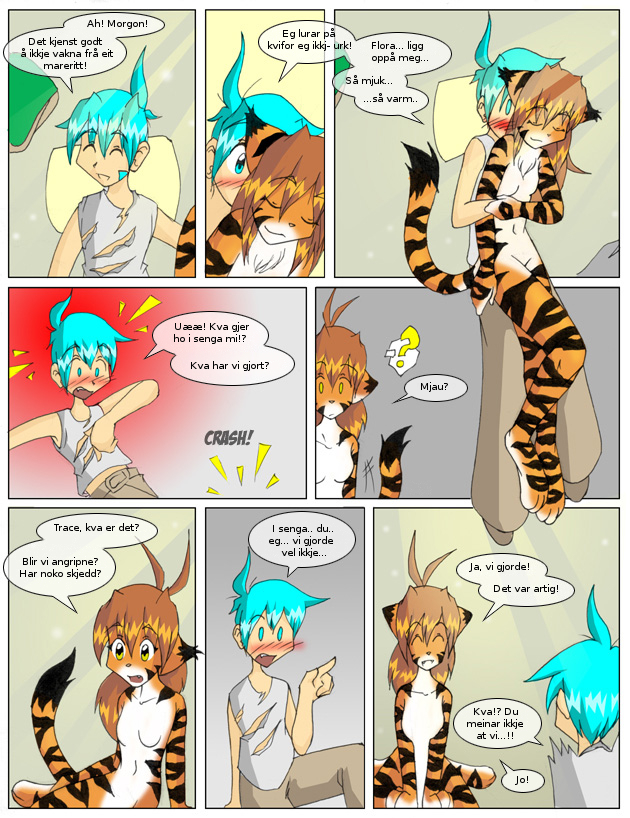 Ah! Morgon!
Det kjenst godt
å ikkje vakna frå eit
mareritt!
Eg lurar på
kvifor eg ikkj- urk!
Flora... ligg
oppå meg...
Så mjuk...
...så varm..
Uæææ! Kva gjer
ho i senga mi!?
Kva har vi gjort?
CRASH!
?
Mjau?
Trace, kva er det?
Blir vi angripne?
Har noko skjedd?
I senga.. du..
eg... vi gjorde
vel ikkje...
Ja, vi gjorde!
Det var artig!
Kva!? Du
meinar ikkje
at vi...!!
Jo!